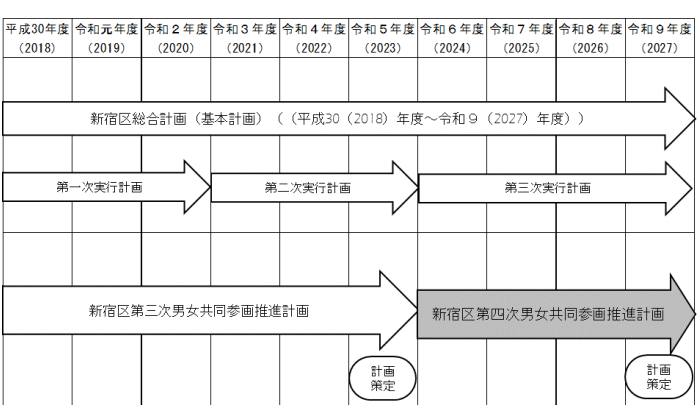 平成30年度 令和元年度 令和２年度 令和３年度 令和４年度 令和５年度 令和６年度 令和７年度 令和８年度 令和９年度
（2018） （2019） （2020） （2021） （2022） （2023） （2024） （2025） （2026） （2027）
新宿区総合計画（基本計画）（（平成30（2018）年度～令和９（2027）年度））
第一次実行計画 第二次実行計画 第三次実行計画
新宿区第三次男女共同参画推進計画 新宿区第四次男女共同参画推進計画
計画
策定
計画
策定